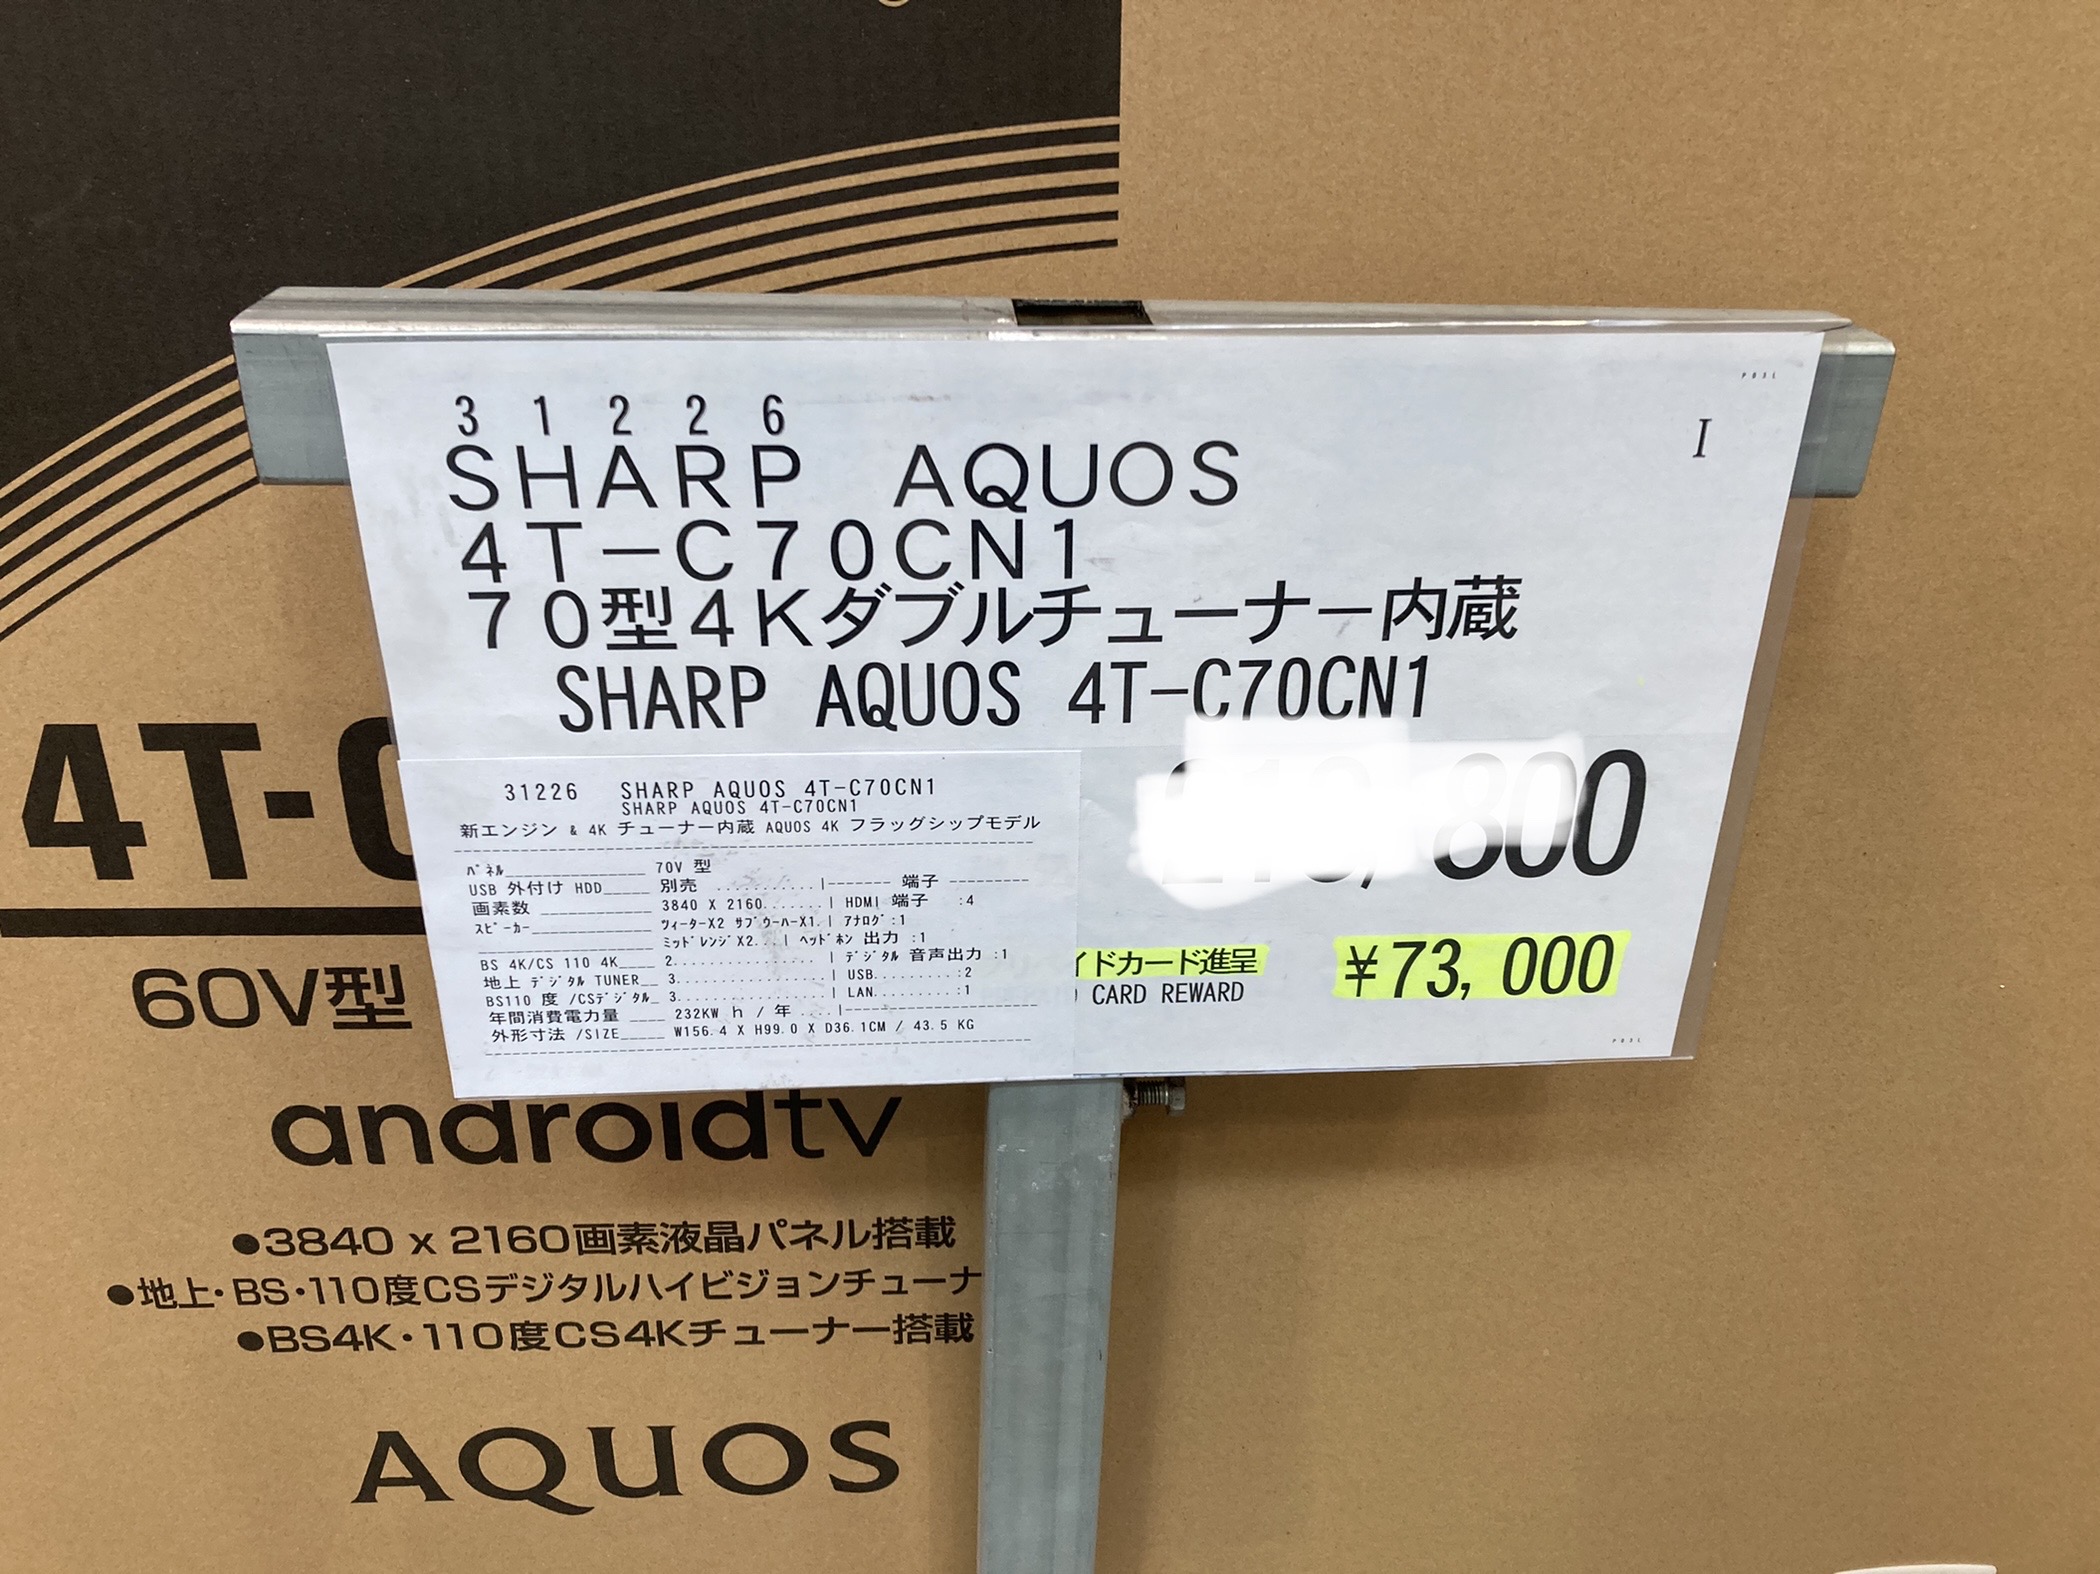 31226
SHARP AQUOS
4T-C70CN1
70型4Kダブルチューナー内蔵
SHARP AQUOS 4T-C70CN1
I
800
イドカード進呈 ¥73,000
CARD REWARD
31226 SHARP AQUOS 4T-C70CN1
SHARP AQUOS 4T-C70CN1
新エンジン & 4K チューナー内蔵 AQUOS 4K フラッグシップモデル
ﾊﾟﾈﾙ 70V 型
USB 外付け HDD 別売 端子
画素数 3840 X 2160 HDMI 端子 :4
ｽﾋﾟｰｶｰ ﾂｨｰﾀｰX2 ｻﾌﾞｳｰﾊｰX1. アナログ:1
ﾐｯﾄﾞﾚﾝｼﾞX2 ﾍｯﾄﾞﾎﾝ 出力 :1
BS 4K/CS 110 4K 2 ﾃﾞｼﾞﾀﾙ 音声出力 :1
地上 ﾃﾞｼﾞﾀﾙ TUNER 3 USB :2
BS110 度 /CSﾃﾞｼﾞﾀﾙ 3 LAN :1
年間消費電力量 232KW h / 年
外形寸法 /SIZE W156.4 X H99.0 X D36.1CM / 43.5 KG
4T-
60V型
androidtv
●3840 x 2160画素液晶パネル搭載
●地上・BS・110度CSデジタルハイビジョンチューナ
●BS4K・110度CS4Kチューナー搭載
AQUOS